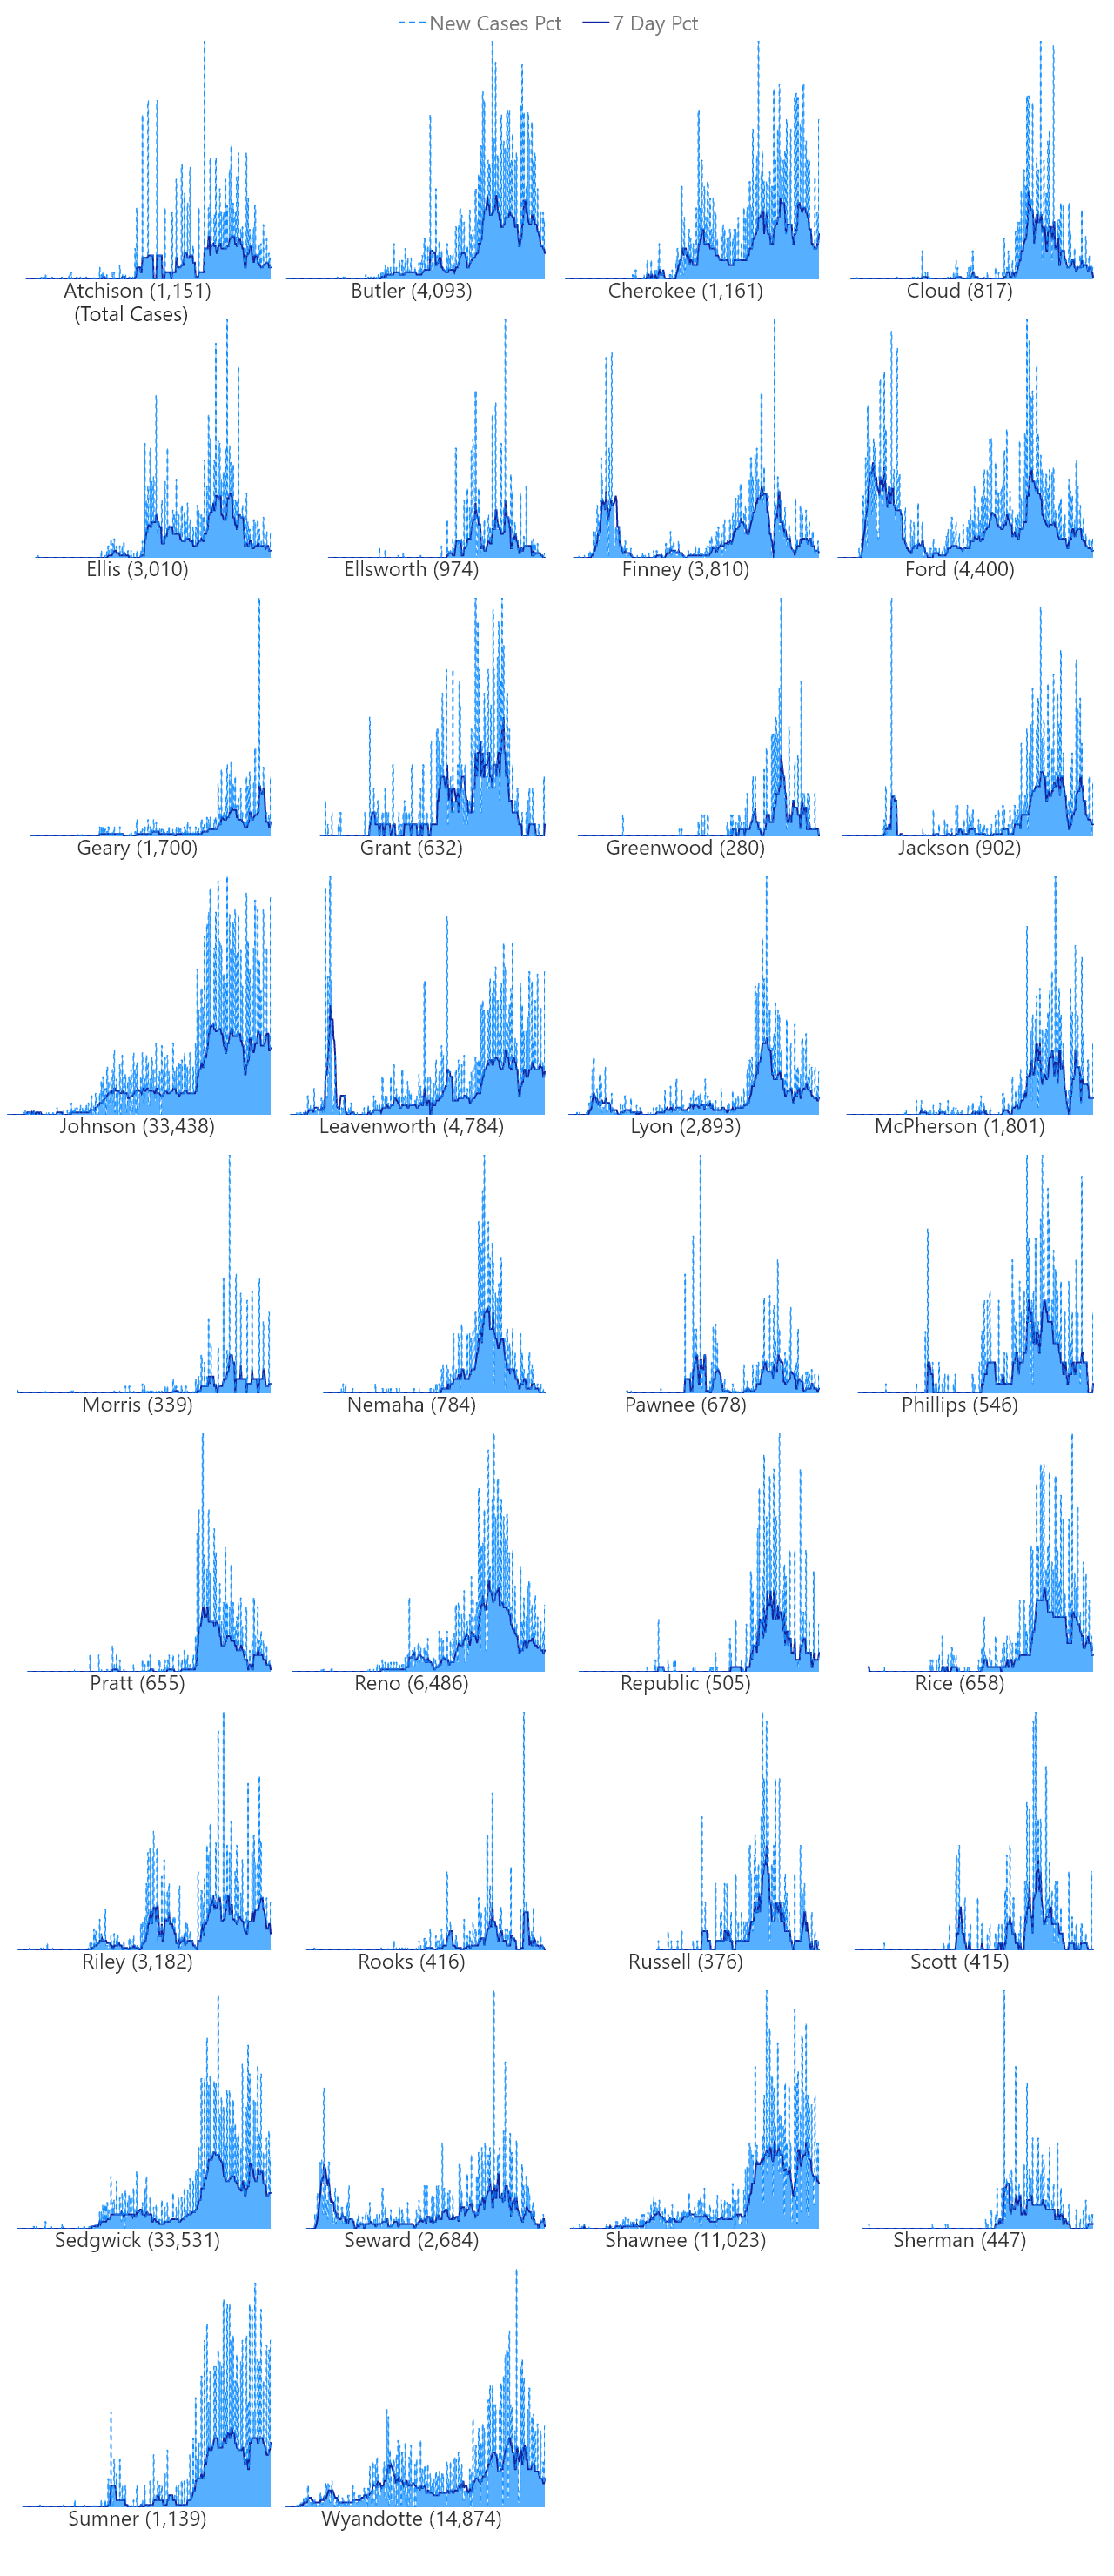 New Cases Pct 7 Day Pct
Atchison (1,151) Butler (4,093) Cherokee (1,161) Cloud (817)
(Total Cases)
Ellis (3,010) Ellsworth (974) Finney (3,810) Ford (4,400)
Geary (1,700) Grant (632) Greenwood (280) Jackson (902)
Johnson (33,438) Leavenworth (4,784) Lyon (2,893) McPherson (1,801)
Morris (339) Nemaha (784) Pawnee (678) Phillips (546)
Pratt (655) Reno (6,486) Republic (505) Rice (658)
Riley (3,182) Rooks (416) Russell (376) Scott (415)
Sedgwick (33,531) Seward (2,684) Shawnee (11,023) Sherman (447)
Sumner (1,139) Wyandotte (14,874)